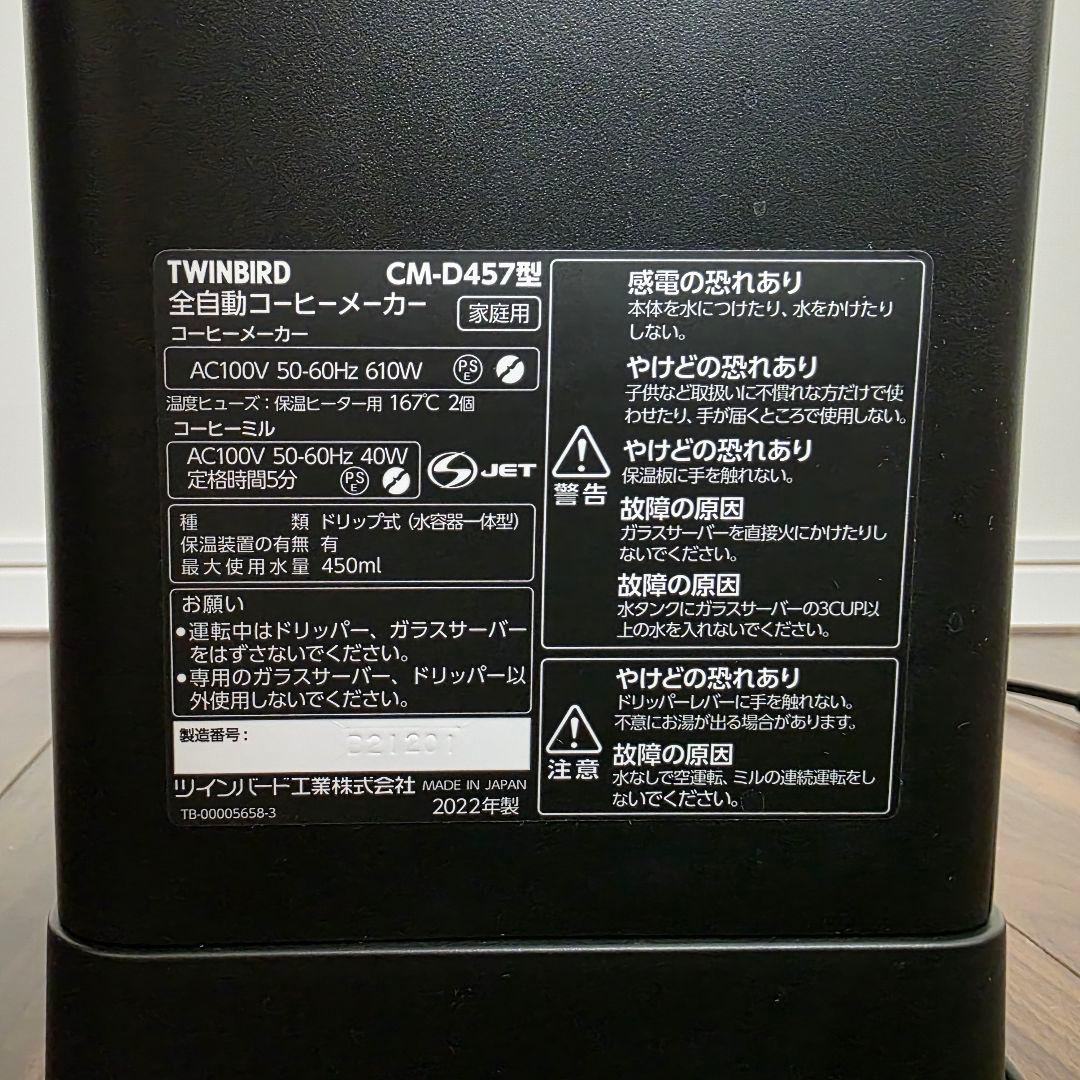 TWINBIRD CM-D457型
全自動コーヒーメーカー 家庭用
コーヒーメーカー
AC100V 50-60Hz 610W PSE
温度ヒューズ：保温ヒーター用 167℃ 2個
コーヒーミル
AC100V 50-60Hz 40W
定格時間5分 PSE
JET
種類 ドリップ式（水容器一体型）
保温装置の有無 有
最大使用水量 450ml
お願い
●運転中はドリッパー、ガラスサーバー
をはずさないでください。
●専用のガラスサーバー、ドリッパー以
外使用しないでください。
製造番号：
ツインバード工業株式会社 MADE IN JAPAN
TB-00005658-3 2022年製
警告
感電の恐れあり
本体を水につけたり、水をかけたり
しない。
やけどの恐れあり
子供など取扱いに不慣れな方だけで使
わせたり、手が届くところで使用しない。
やけどの恐れあり
保温板に手を触れない。
故障の原因
ガラスサーバーを直接火にかけたりし
ないでください。
故障の原因
水タンクにガラスサーバーの3CUP以
上の水を入れないでください。
注意
やけどの恐れあり
ドリッパーレバーに手を触れない。
不意にお湯が出る場合があります。
故障の原因
水なしで空運転、ミルの連続運転をし
ないでください。